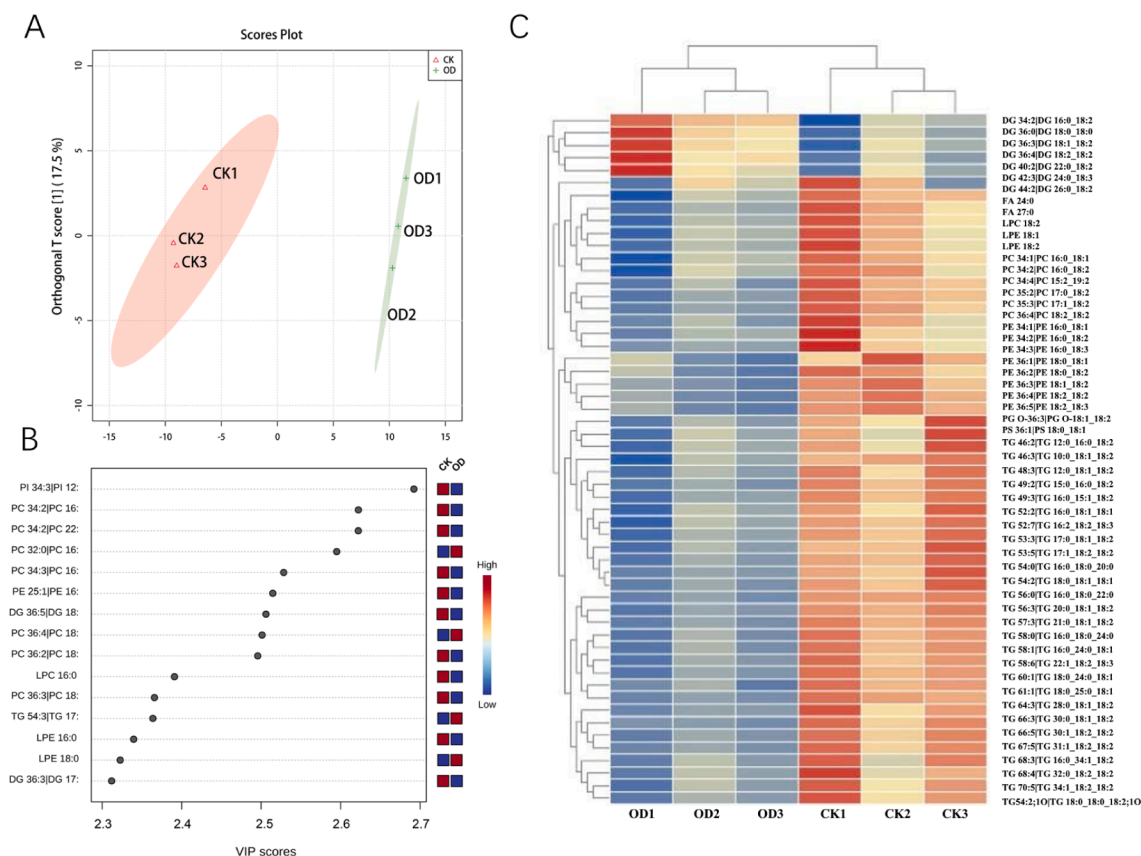 A
Scores Plot
CK
OD
Orthogonal T score [1] ( 17.5 %)
10
5
0
-5
-10
CK1
CK2
CK3
OD1
OD3
OD2
-15
-10
-5
0
5
10
15
B
CK
OD
PI 34:3|PI 12:
PC 34:2|PC 16:
PC 34:2|PC 22:
PC 32:0|PC 16:
PC 34:3|PC 16:
PE 25:1|PE 16:
DG 36:5|DG 18:
PC 36:4|PC 18:
PC 36:2|PC 18:
LPC 16:0
PC 36:3|PC 18:
TG 54:3|TG 17:
LPE 16:0
LPE 18:0
DG 36:3|DG 17:
High
Low
2.3
2.4
2.5
2.6
2.7
VIP scores
C
DG 34:2|DG 16:0_18:2
DG 36:0|DG 18:0_18:0
DG 36:3|DG 18:1_18:2
DG 36:4|DG 18:2_18:2
DG 40:2|DG 22:0_18:2
DG 42:3|DG 24:0_18:3
DG 44:2|DG 26:0_18:2
FA 24:0
FA 27:0
LPC 18:2
LPE 18:1
LPE 18:2
PC 34:1|PC 16:0_18:1
PC 34:2|PC 16:0_18:2
PC 34:4|PC 15:2_19:2
PC 35:2|PC 17:0_18:2
PC 35:3|PC 17:1_18:2
PC 36:4|PC 18:2_18:2
PE 34:1|PE 16:0_18:1
PE 34:2|PE 16:0_18:2
PE 34:3|PE 16:0_18:3
PE 36:1|PE 18:0_18:1
PE 36:2|PE 18:0_18:2
PE 36:3|PE 18:1_18:2
PE 36:4|PE 18:2_18:2
PE 36:5|PE 18:2_18:3
PG O-36:3|PG O-18:1_18:2
PS 36:1|PS 18:0_18:1
TG 46:2|TG 12:0_16:0_18:2
TG 46:3|TG 10:0_18:1_18:2
TG 48:3|TG 12:0_18:1_18:2
TG 49:2|TG 15:0_16:0_18:2
TG 49:3|TG 16:0_15:1_18:2
TG 52:2|TG 16:0_18:1_18:1
TG 52:7|TG 16:2_18:2_18:3
TG 53:3|TG 17:0_18:1_18:2
TG 53:5|TG 17:1_18:2_18:2
TG 54:0|TG 16:0_18:0_20:0
TG 54:2|TG 18:0_18:1_18:1
TG 56:0|TG 16:0_18:0_22:0
TG 56:3|TG 20:0_18:1_18:2
TG 57:3|TG 21:0_18:1_18:2
TG 58:0|TG 16:0_18:0_24:0
TG 58:1|TG 16:0_24:0_18:1
TG 58:6|TG 22:1_18:2_18:3
TG 60:1|TG 18:0_24:0_18:1
TG 61:1|TG 18:0_25:0_18:1
TG 64:3|TG 28:0_18:1_18:2
TG 66:3|TG 30:0_18:1_18:2
TG 66:5|TG 30:1_18:2_18:2
TG 67:5|TG 31:1_18:2_18:2
TG 68:3|TG 16:0_34:1_18:2
TG 68:4|TG 32:0_18:2_18:2
TG 70:5|TG 34:1_18:2_18:2
TG54:2;1O|TG 18:0_18:0_18:2;1O
OD1
OD2
OD3
CK1
CK2
CK3